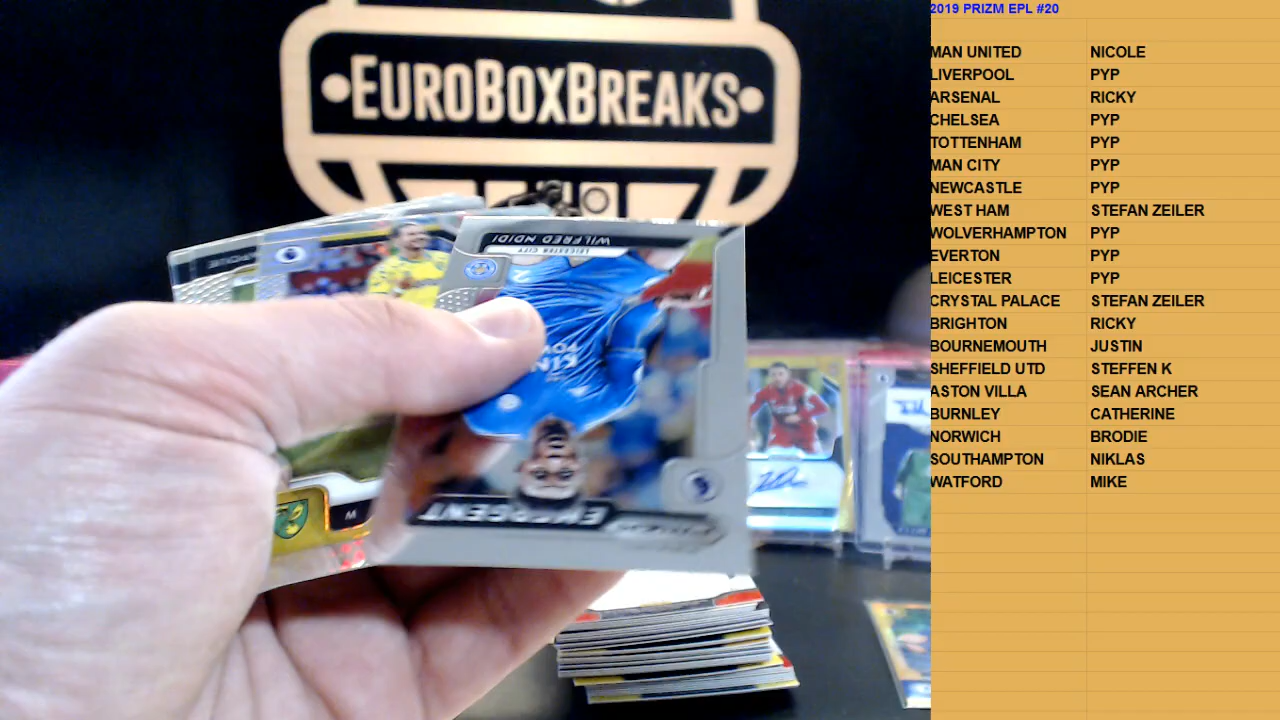 EUROBOXBREAKS
WILFRED NDIDI
LEICESTER CITY
EMERGENT
2019 PRIZM EPL #20
MAN UNITED NICOLE
LIVERPOOL PYP
ARSENAL RICKY
CHELSEA PYP
TOTTENHAM PYP
MAN CITY PYP
NEWCASTLE PYP
WEST HAM STEFAN ZEILER
WOLVERHAMPTON PYP
EVERTON PYP
LEICESTER PYP
CRYSTAL PALACE STEFAN ZEILER
BRIGHTON RICKY
BOURNEMOUTH JUSTIN
SHEFFIELD UTD STEFFEN K
ASTON VILLA SEAN ARCHER
BURNLEY CATHERINE
NORWICH BRODIE
SOUTHAMPTON NIKLAS
WATFORD MIKE